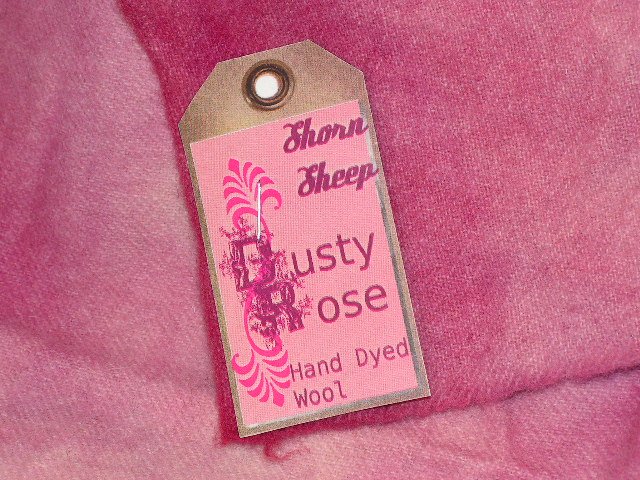 Shorn
Sheep
Dusty
Rose
Hand Dyed
Wool